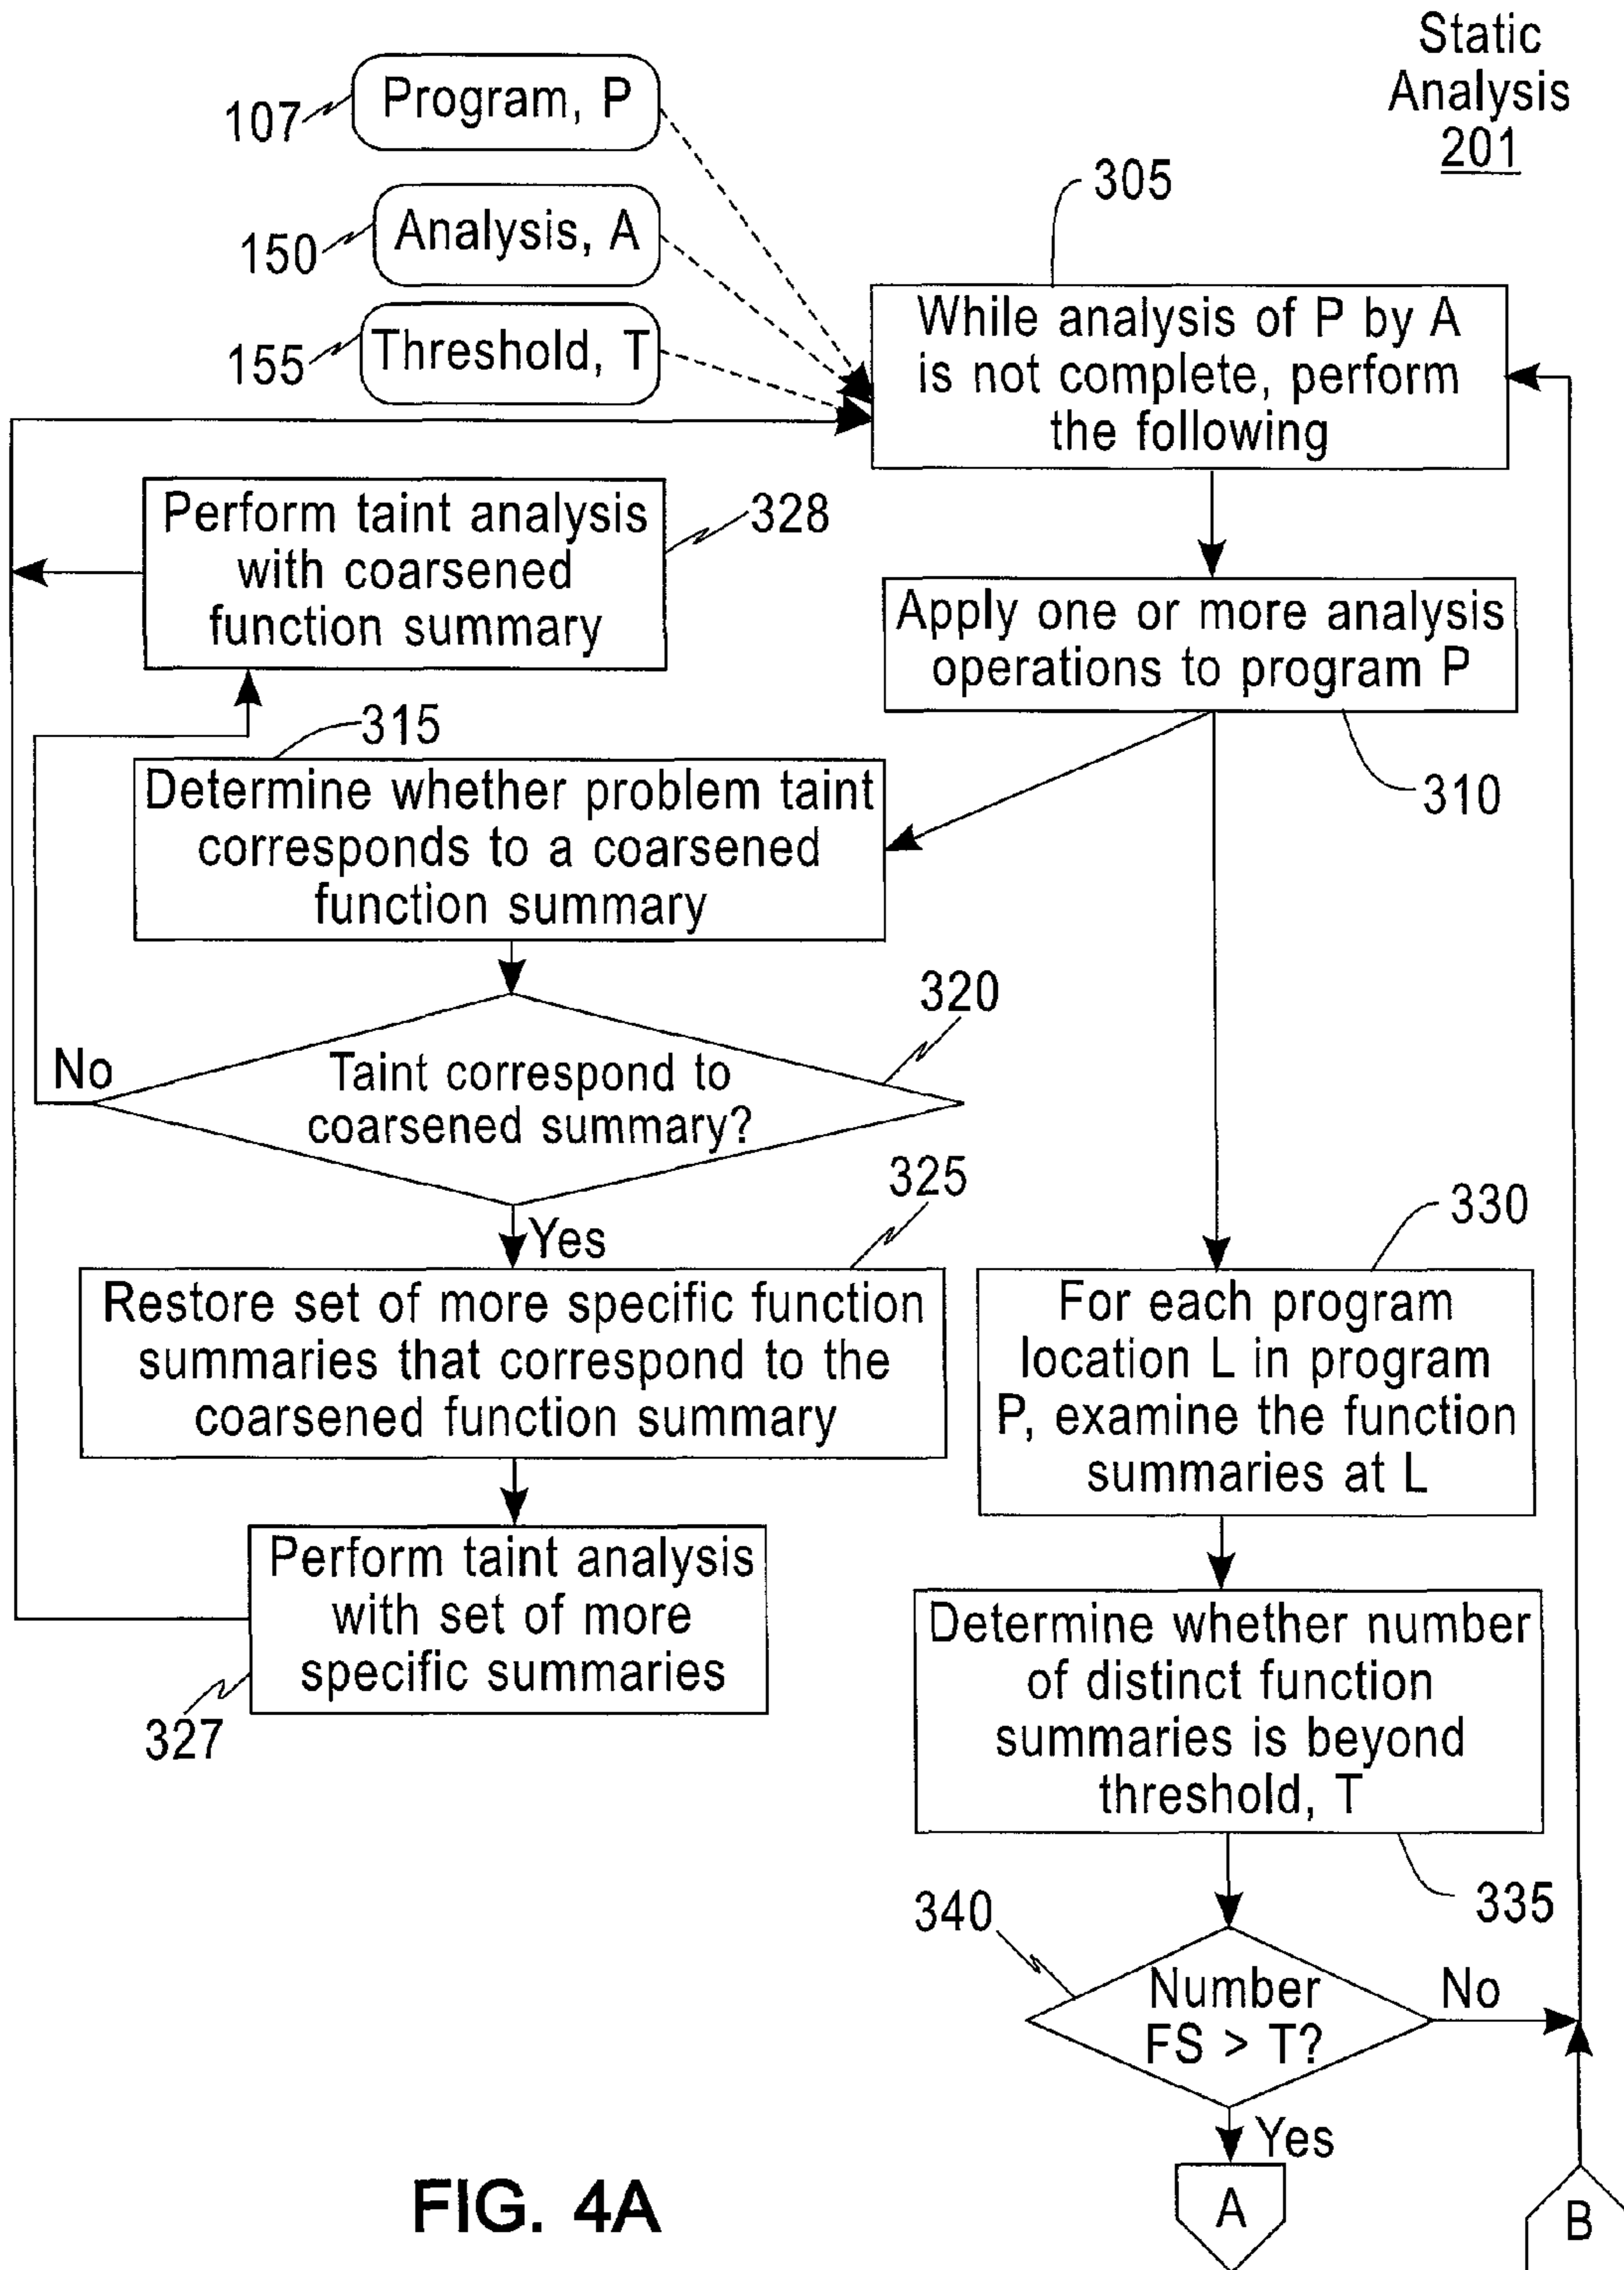 Static
Analysis
201
107
Program, P
150
Analysis, A
155
Threshold, T
305
While analysis of P by A
is not complete, perform
the following
Perform taint analysis
with coarsened
function summary
328
Apply one or more analysis
operations to program P
310
315
Determine whether problem taint
corresponds to a coarsened
function summary
320
Taint correspond to
coarsened summary?
No
Yes
325
Restore set of more specific function
summaries that correspond to the
coarsened function summary
Perform taint analysis
with set of more
specific summaries
327
330
For each program
location L in program
P, examine the function
summaries at L
Determine whether number
of distinct function
summaries is beyond
threshold, T
335
340
Number
FS > T?
No
Yes
A
B
FIG. 4A